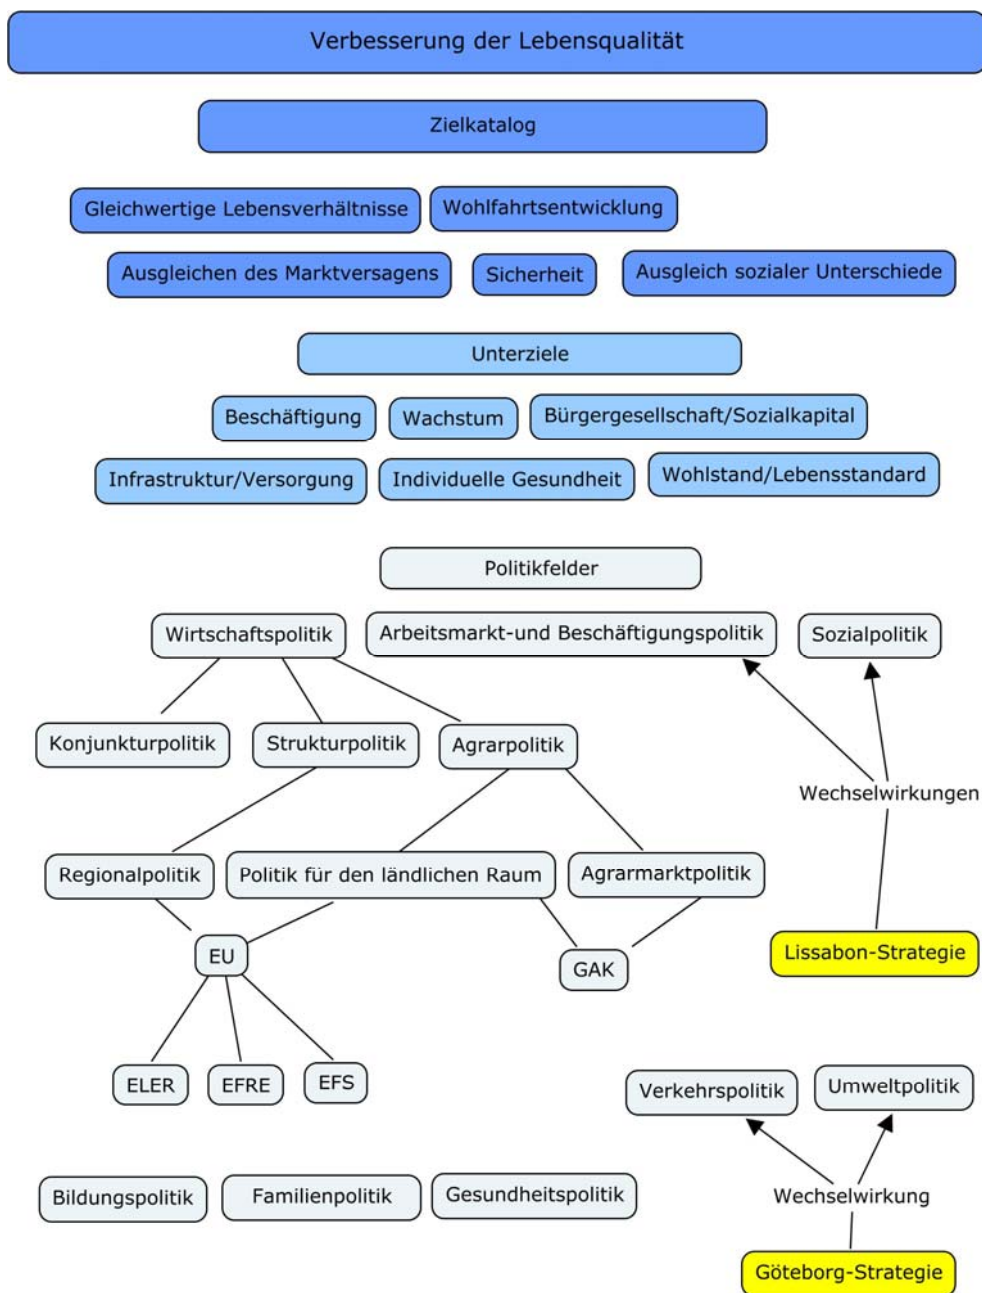 Verbesserung der Lebensqualität
Zielkatalog
Gleichwertige Lebensverhältnisse
Wohlfahrtsentwicklung
Ausgleichen des Marktversagens
Sicherheit
Ausgleich sozialer Unterschiede
Unterziele
Beschäftigung
Wachstum
Bürgergesellschaft/Sozialkapital
Infrastruktur/Versorgung
Individuelle Gesundheit
Wohlstand/Lebensstandard
Politikfelder
Wirtschaftspolitik
Arbeitsmarkt-und Beschäftigungspolitik
Sozialpolitik
Konjunkturpolitik
Strukturpolitik
Agrarpolitik
Wechselwirkungen
Regionalpolitik
Politik für den ländlichen Raum
Agrarmarktpolitik
EU
GAK
Lissabon-Strategie
ELER
EFRE
EFS
Verkehrspolitik
Umweltpolitik
Bildungspolitik
Familienpolitik
Gesundheitspolitik
Wechselwirkung
Göteborg-Strategie